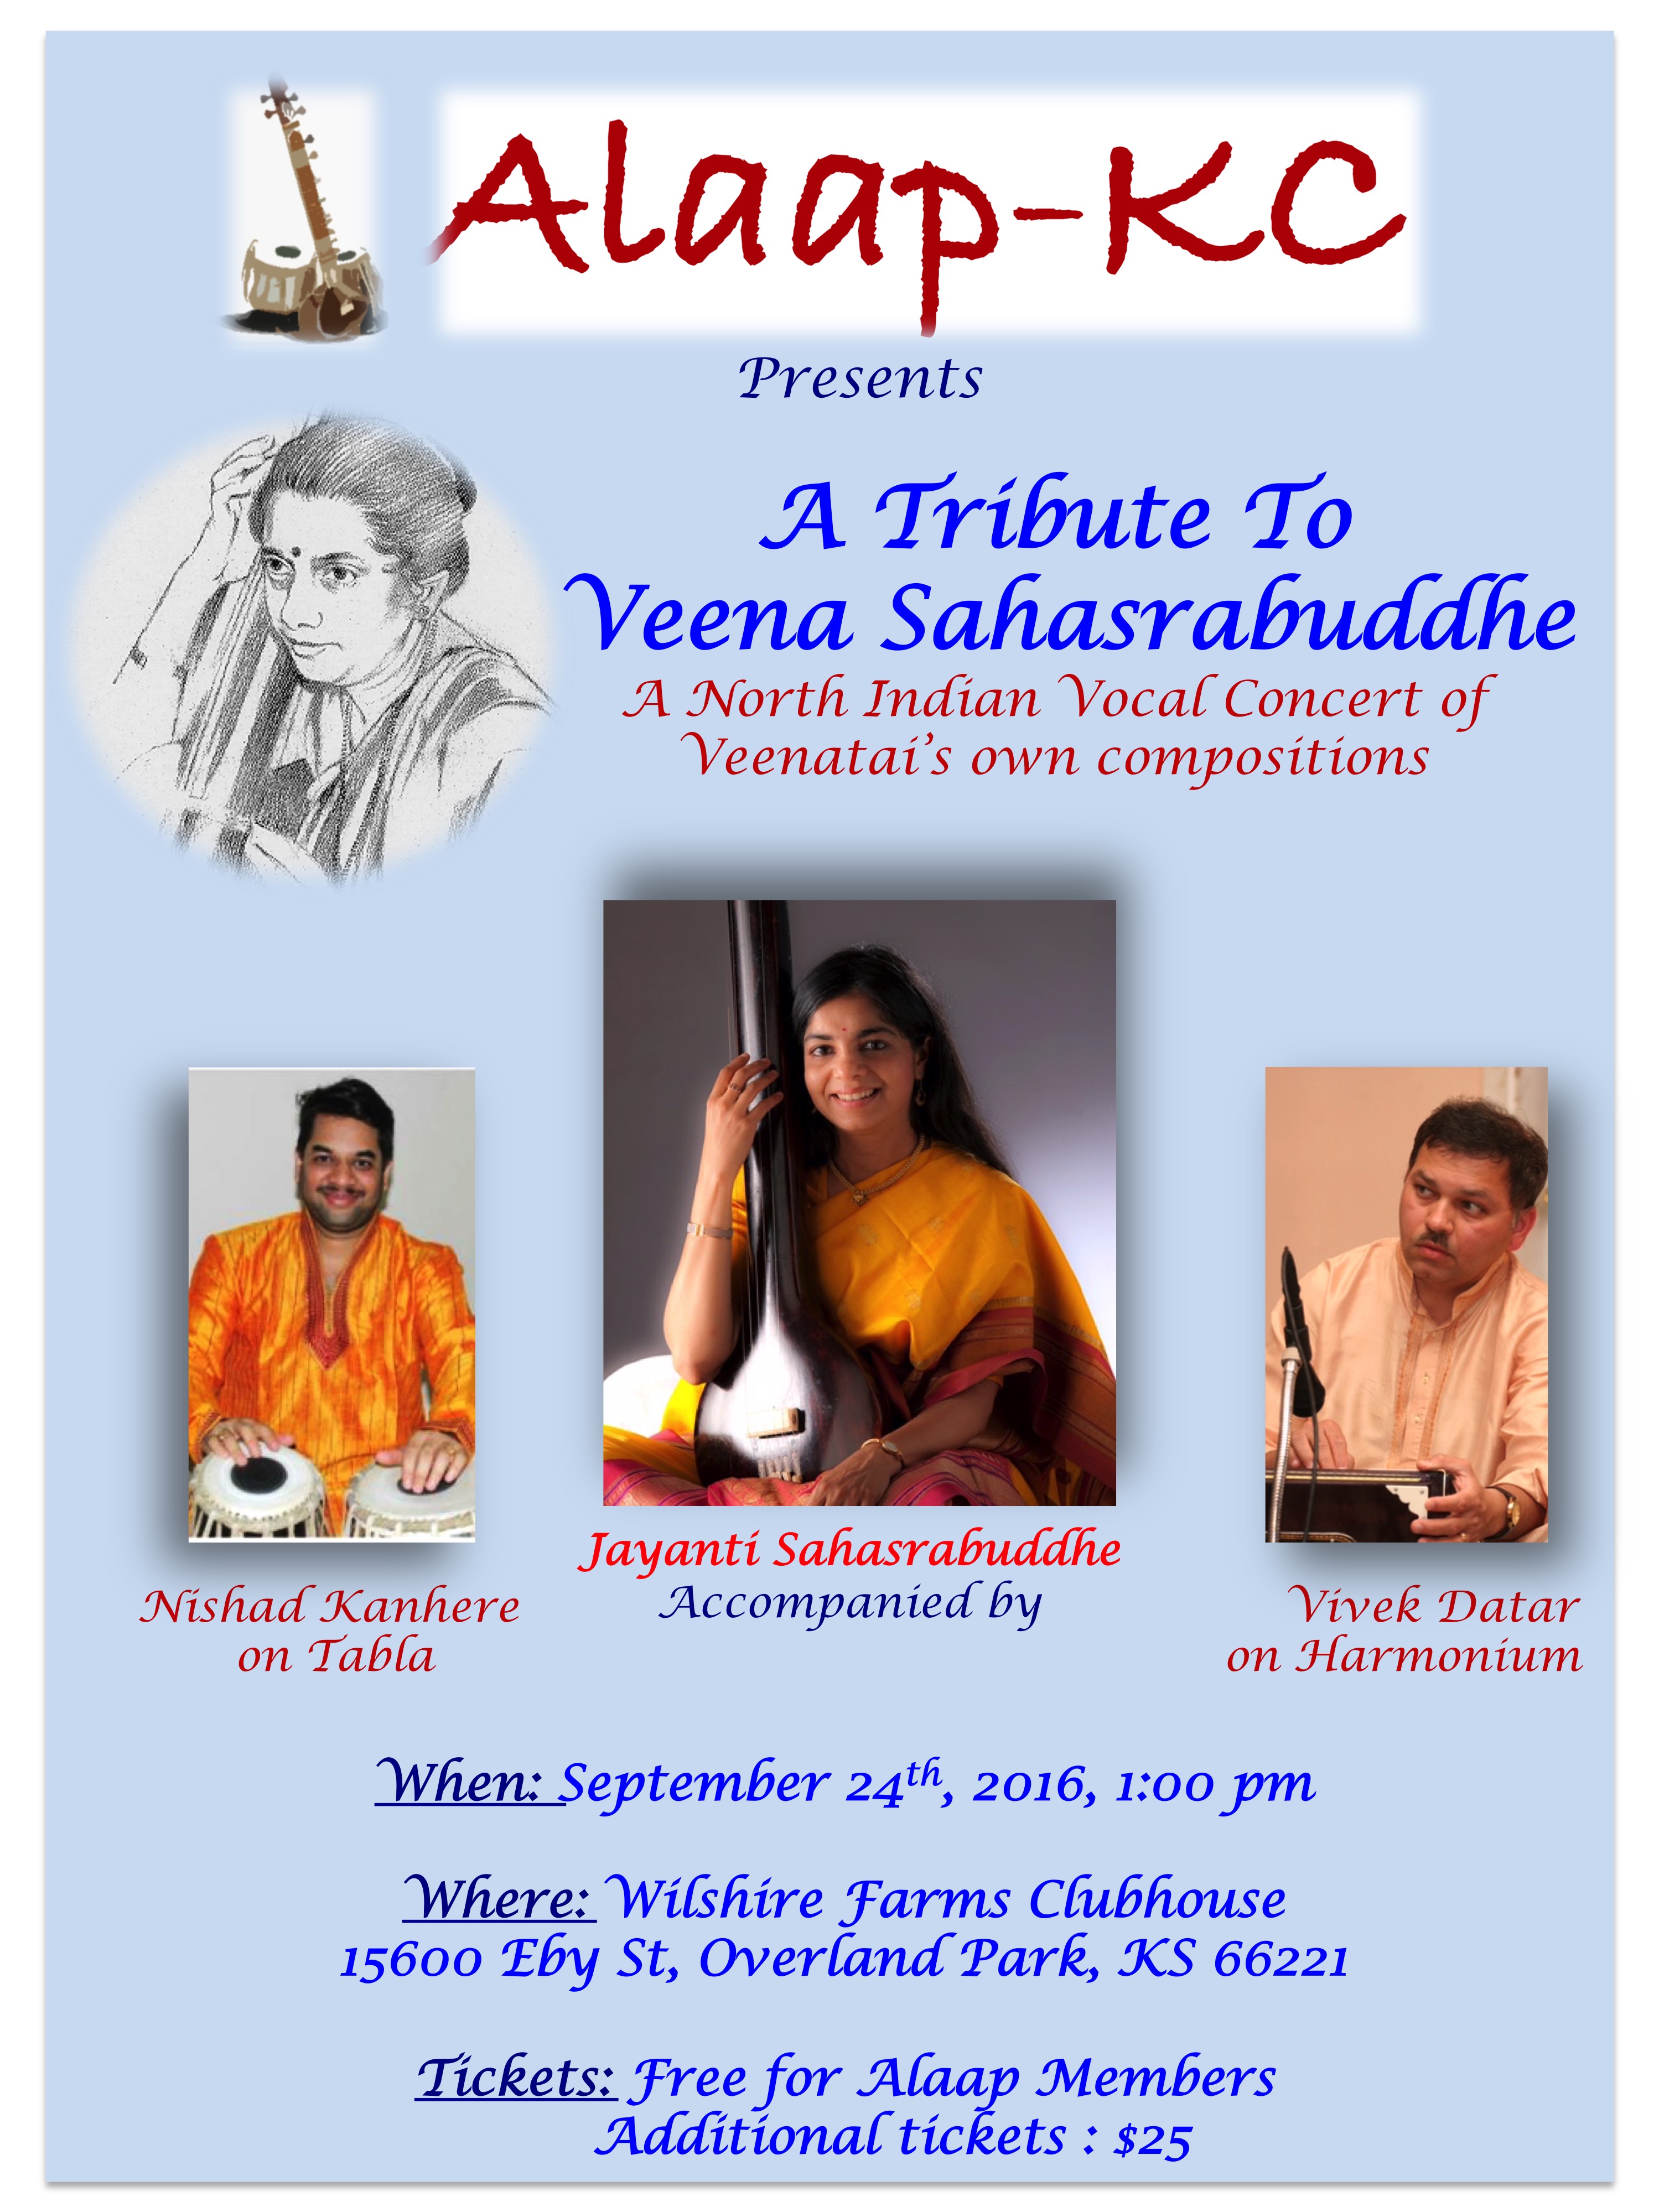 Alaap-KC
Presents
A Tribute To
Veena Sahasrabuddhe
A North Indian Vocal Concert of
Veenatai's own compositions
Jayanti Sahasrabuddhe
Accompanied by
Nishad Kanhere
on Tabla
Vivek Datar
on Harmonium
When: September 24th, 2016, 1:00 pm
Where: Wilshire Farms Clubhouse
15600 Eby St, Overland Park, KS 66221
Tickets: Free for Alaap Members
Additional tickets : $25